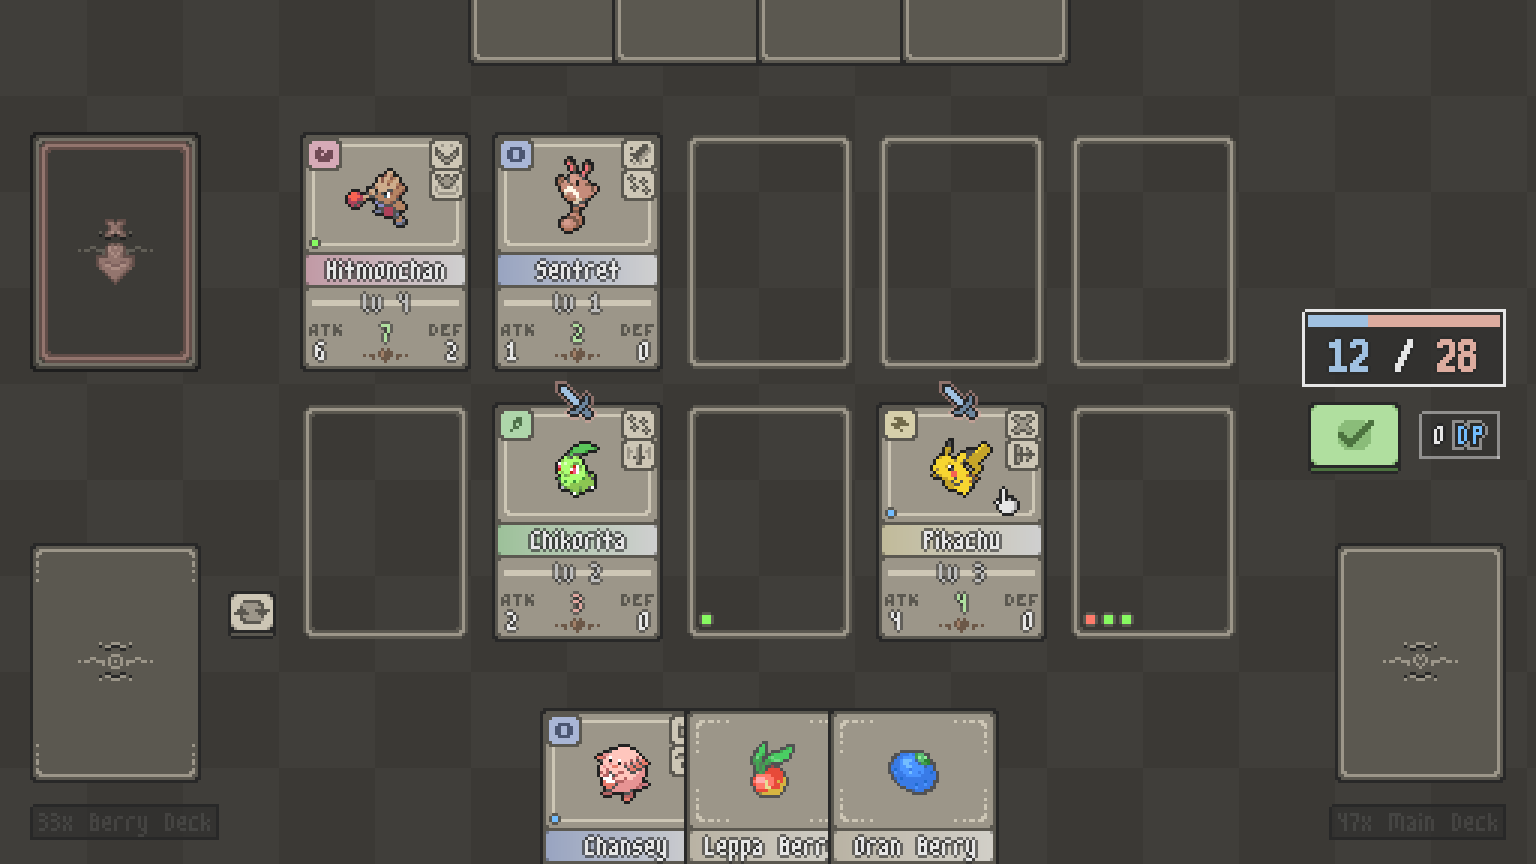 Hitmonchan
lv 4
ATK 7 DEF
6 2
Sentret
lv 1
ATK 2 DEF
1 0
12 / 28
0 DP
Chikorita
lv 2
ATK 3 DEF
2 0
Pikachu
lv 3
ATK 4 DEF
4 0
33x Berry Deck
Chansey
Leppa Berr
Oran Berry
47x Main Deck